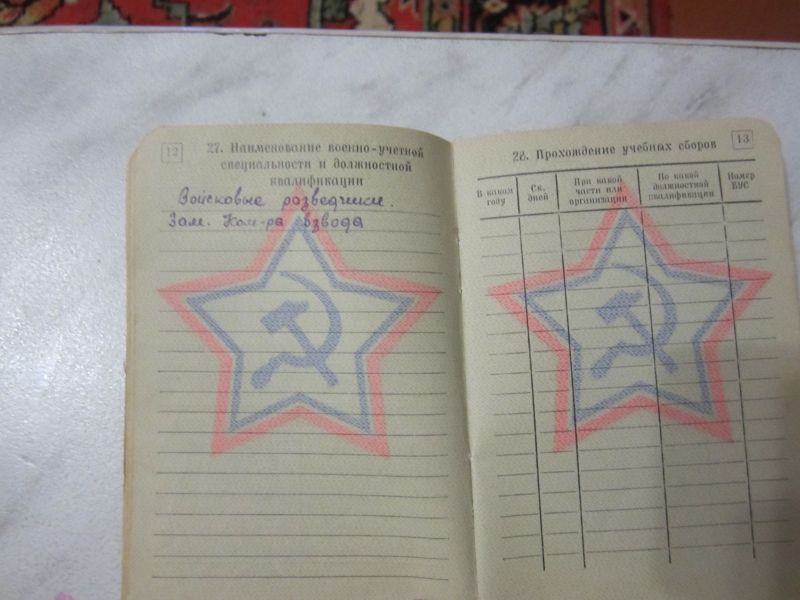 12
27. Наименование военно-учетной
специальности и должностной
квалификации
Войсковые разведчики.
Зам. Ком-ра взвода
13
28. Прохождение учебных сборов
В каком
году
Ск.
дней
При какой
части или
организации
По какой
должностной
квалификации
Номер
ВУС